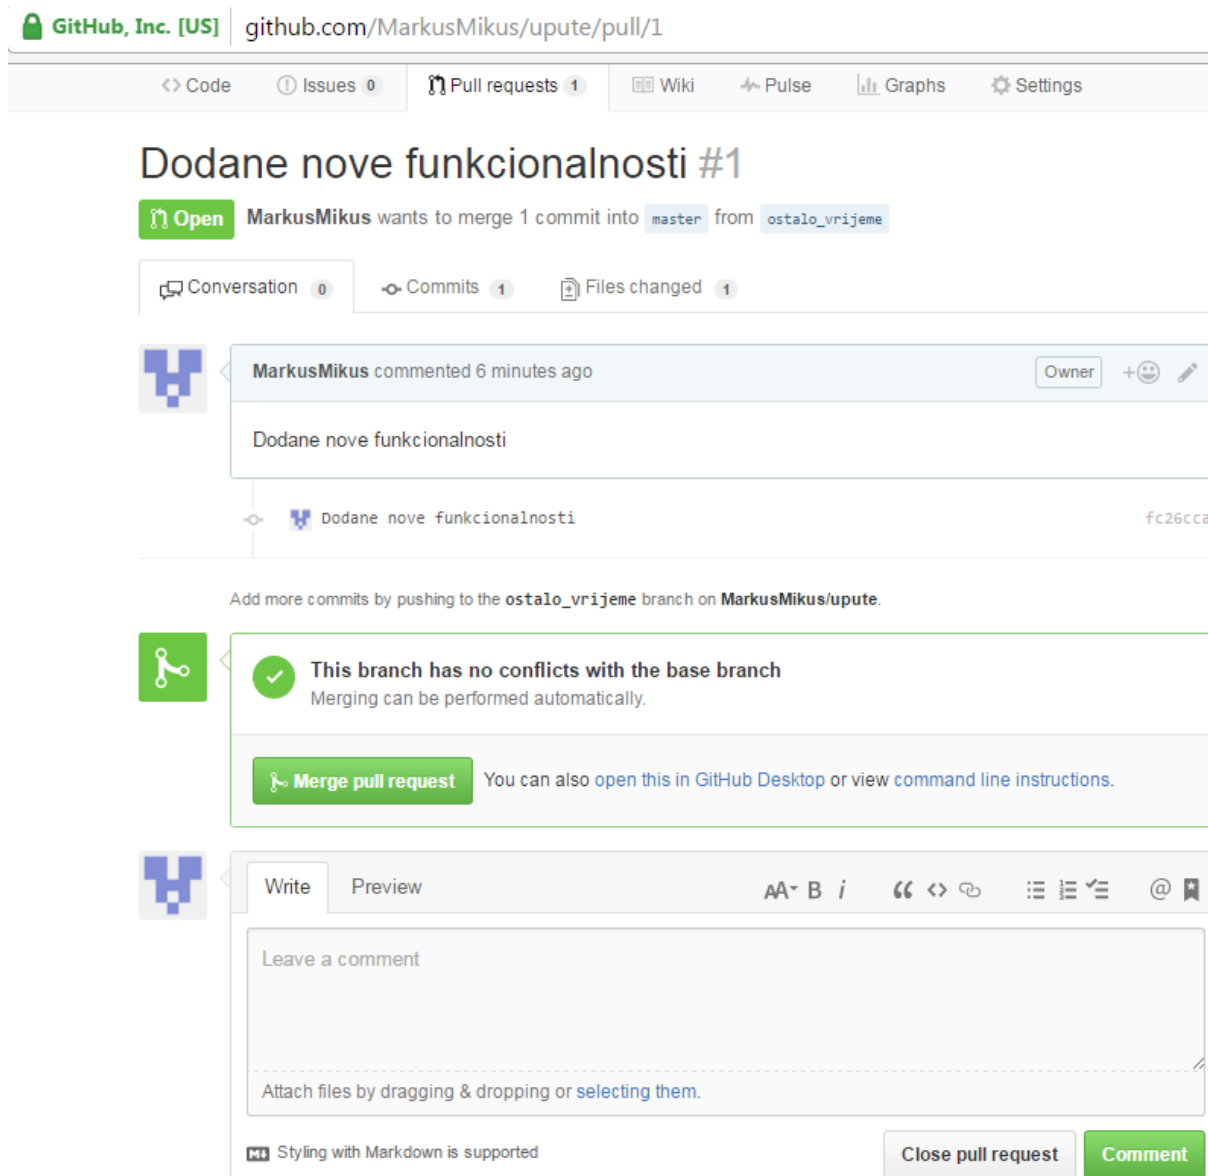 GitHub, Inc. [US] github.com/MarkusMikus/upute/pull/1
Code Issues 0 Pull requests 1 Wiki Pulse Graphs Settings
Dodane nove funkcionalnosti #1
Open MarkusMikus wants to merge 1 commit into master from ostalo_vrijeme
Conversation 0 Commits 1 Files changed 1
MarkusMikus commented 6 minutes ago Owner
Dodane nove funkcionalnosti
Dodane nove funkcionalnosti fc26cca
Add more commits by pushing to the ostalo_vrijeme branch on MarkusMikus/upute.
This branch has no conflicts with the base branch
Merging can be performed automatically.
Merge pull request You can also open this in GitHub Desktop or view command line instructions.
Write Preview AA B i
Leave a comment
Attach files by dragging & dropping or selecting them.
Styling with Markdown is supported Close pull request Comment